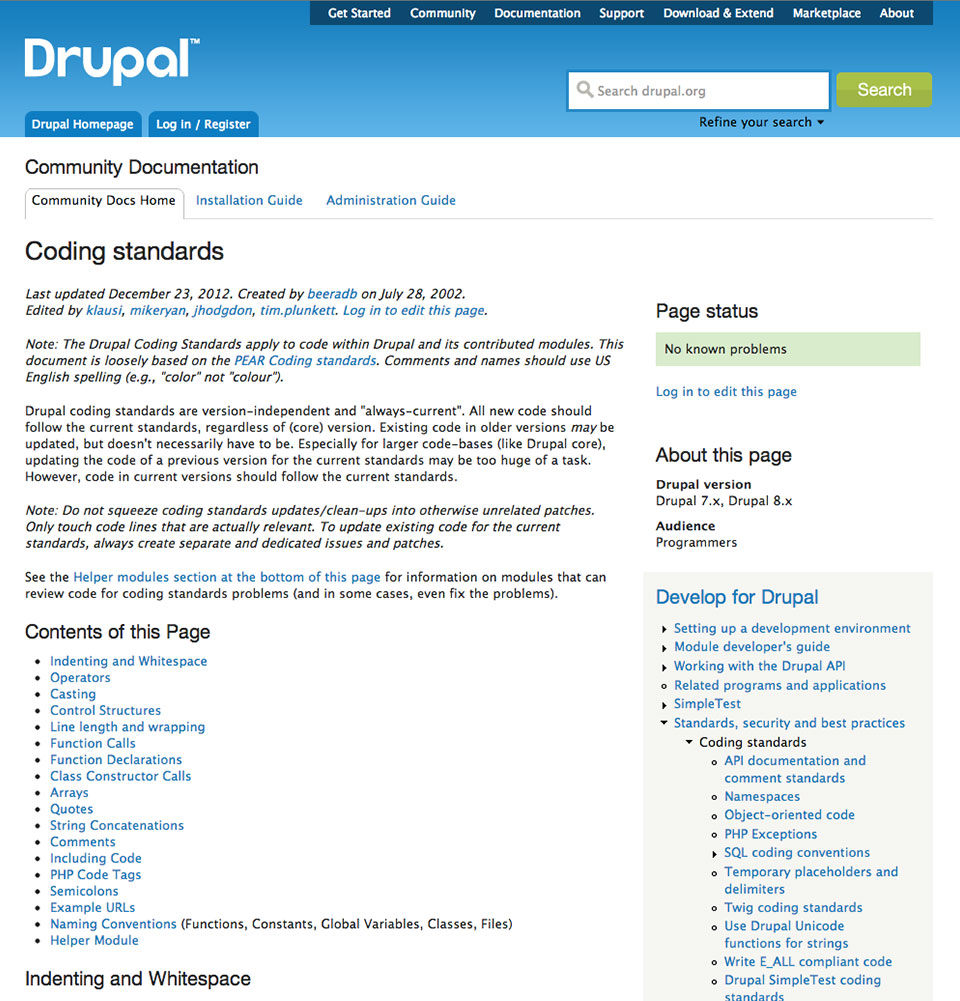 Get Started Community Documentation Support Download & Extend Marketplace About
Drupal™
Search drupal.org
Search
Refine your search
Drupal Homepage Log In / Register
Community Documentation
Community Docs Home Installation Guide Administration Guide
Coding standards
Last updated December 23, 2012. Created by beeradb on July 28, 2002.
Edited by klausi, mikeryan, jhodgdon, tim.plunkett. Log in to edit this page.
Note: The Drupal Coding Standards apply to code within Drupal and its contributed modules. This
document is loosely based on the PEAR Coding standards. Comments and names should use US
English spelling (e.g., "color" not "colour").
Drupal coding standards are version-independent and "always-current". All new code should
follow the current standards, regardless of (core) version. Existing code in older versions may be
updated, but doesn't necessarily have to be. Especially for larger code-bases (like Drupal core),
updating the code of a previous version for the current standards may be too huge of a task.
However, code in current versions should follow the current standards.
Note: Do not squeeze coding standards updates/clean-ups into otherwise unrelated patches.
Only touch code lines that are actually relevant. To update existing code for the current
standards, always create separate and dedicated issues and patches.
See the Helper modules section at the bottom of this page for information on modules that can
review code for coding standards problems (and in some cases, even fix the problems).
Contents of this Page
Indenting and Whitespace
Operators
Casting
Control Structures
Line length and wrapping
Function Calls
Function Declarations
Class Constructor Calls
Arrays
Quotes
String Concatenations
Comments
Including Code
PHP Code Tags
Semicolons
Example URLs
Naming Conventions (Functions, Constants, Global Variables, Classes, Files)
Helper Module
Indenting and Whitespace
Page status
No known problems
Log in to edit this page
About this page
Drupal version
Drupal 7.x, Drupal 8.x
Audience
Programmers
Develop for Drupal
Setting up a development environment
Module developer's guide
Working with the Drupal API
Related programs and applications
SimpleTest
Standards, security and best practices
Coding standards
API documentation and
comment standards
Namespaces
Object-oriented code
PHP Exceptions
SQL coding conventions
Temporary placeholders and
delimiters
Twig coding standards
Use Drupal Unicode
functions for strings
Write E_ALL compliant code
Drupal SimpleTest coding
standards